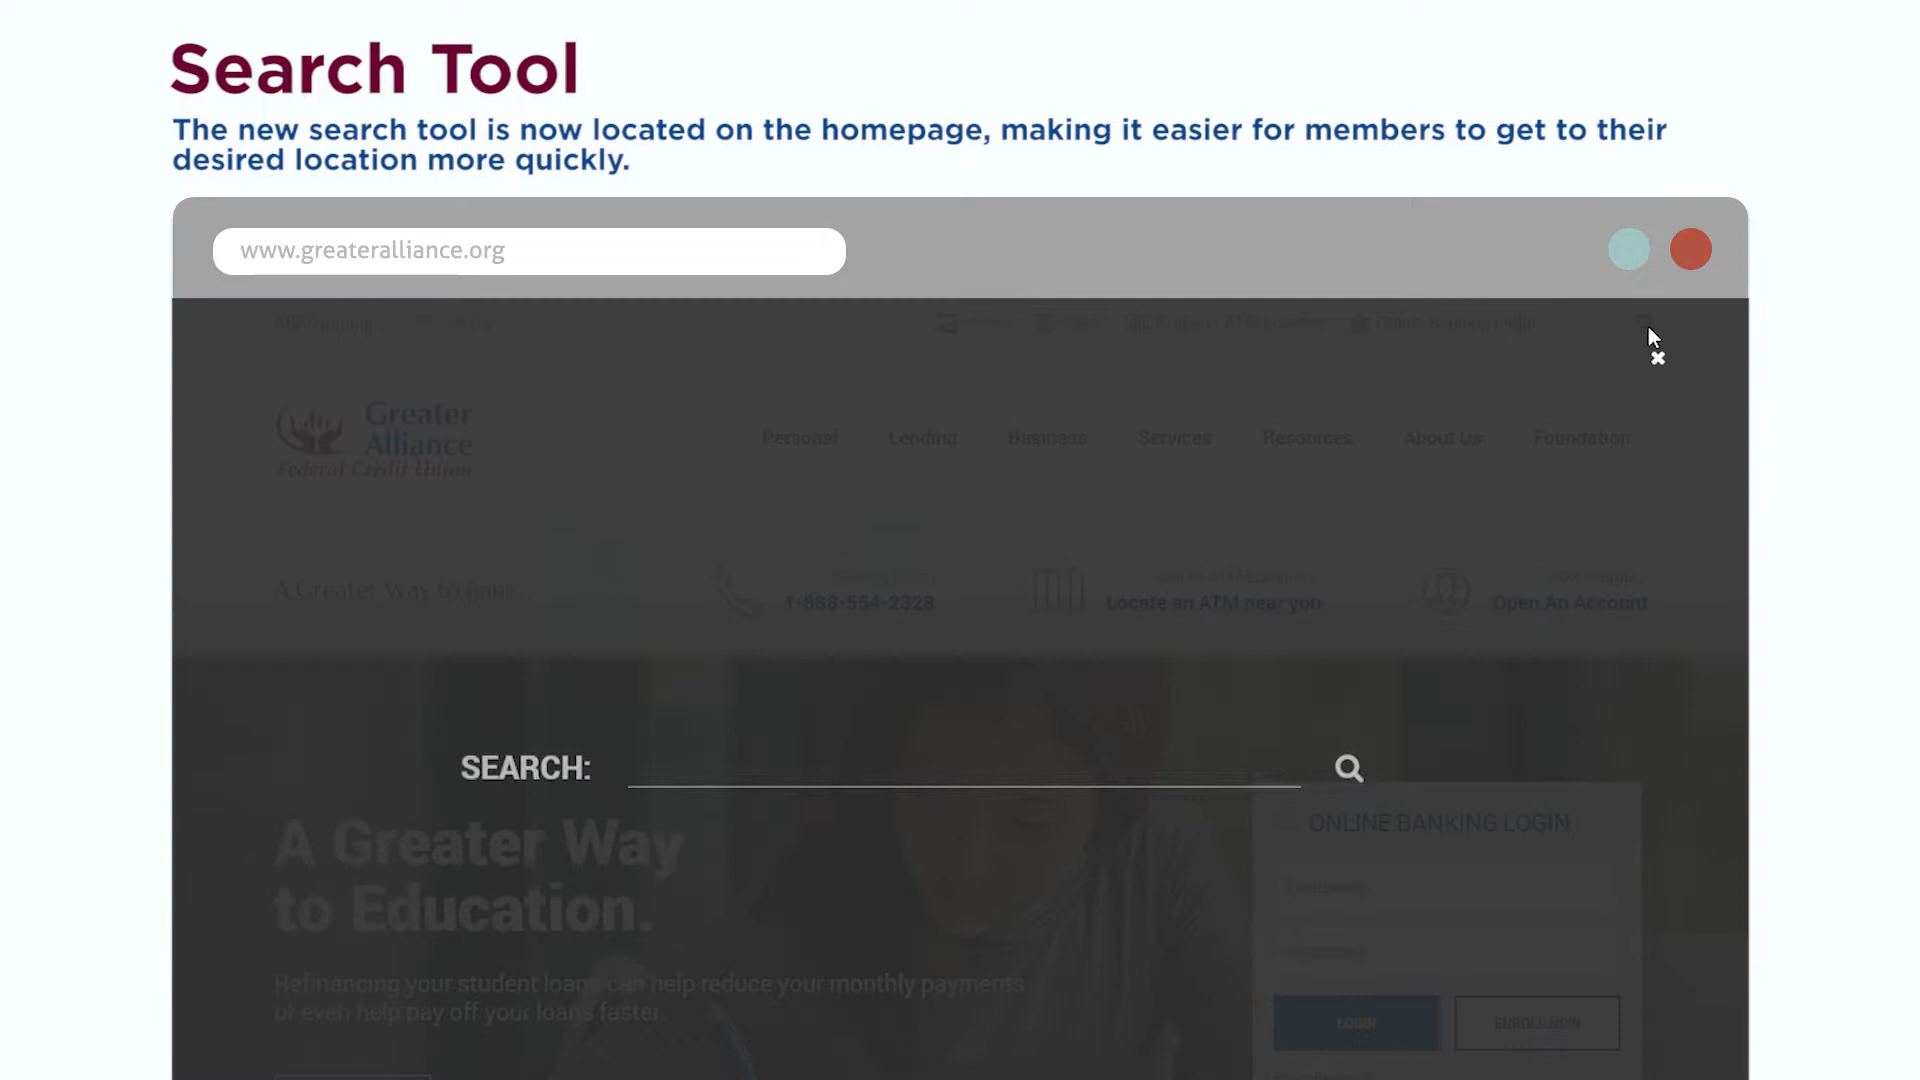 Search Tool
The new search tool is now located on the homepage, making it easier for members to get to their
desired location more quickly.
www.greateralliance.org
Greater
Alliance
Federal Credit Union
Personal Lending Business Services Resources About Us Foundation
A Greater Way to
1-888-554-2328 Locate an ATM near you Open An Account
SEARCH:
A Greater Way
to Education.
ONLINE BANKING LOGIN
Refinancing your student loans can help reduce your monthly payments
or even help pay off your loans faster.
LOGIN ENROLL NOW